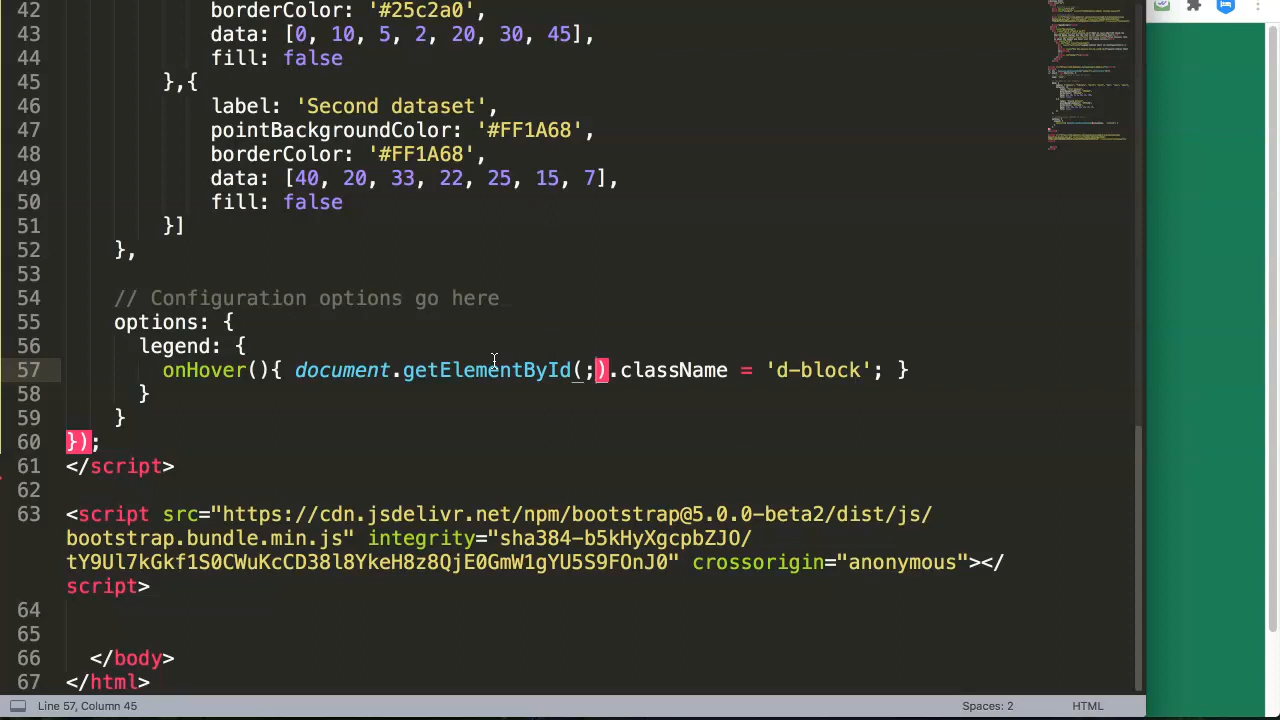 42 borderColor: '#25c2a0',
43 data: [0, 10, 5, 2, 20, 30, 45],
44 fill: false
45 },{
46 label: 'Second dataset',
47 pointBackgroundColor: '#FF1A68',
48 borderColor: '#FF1A68',
49 data: [40, 20, 33, 22, 25, 15, 7],
50 fill: false
51 }]
52 },
53
54 // Configuration options go here
55 options: {
56 legend: {
57 onHover(){ document.getElementById(;).className = 'd-block'; }
58 }
59 }
60 });
61 </script>
62
63 <script src="https://cdn.jsdelivr.net/npm/bootstrap@5.0.0-beta2/dist/js/
bootstrap.bundle.min.js" integrity="sha384-b5kHyXgcpbZJO/
tY9Ul7kGkf1S0CWuKcCD38l8YkeH8z8QjE0GmW1gYU5S9FOnJ0" crossorigin="anonymous"></
script>
64
65
66 </body>
67 </html>
Line 57, Column 45 Spaces: 2 HTML